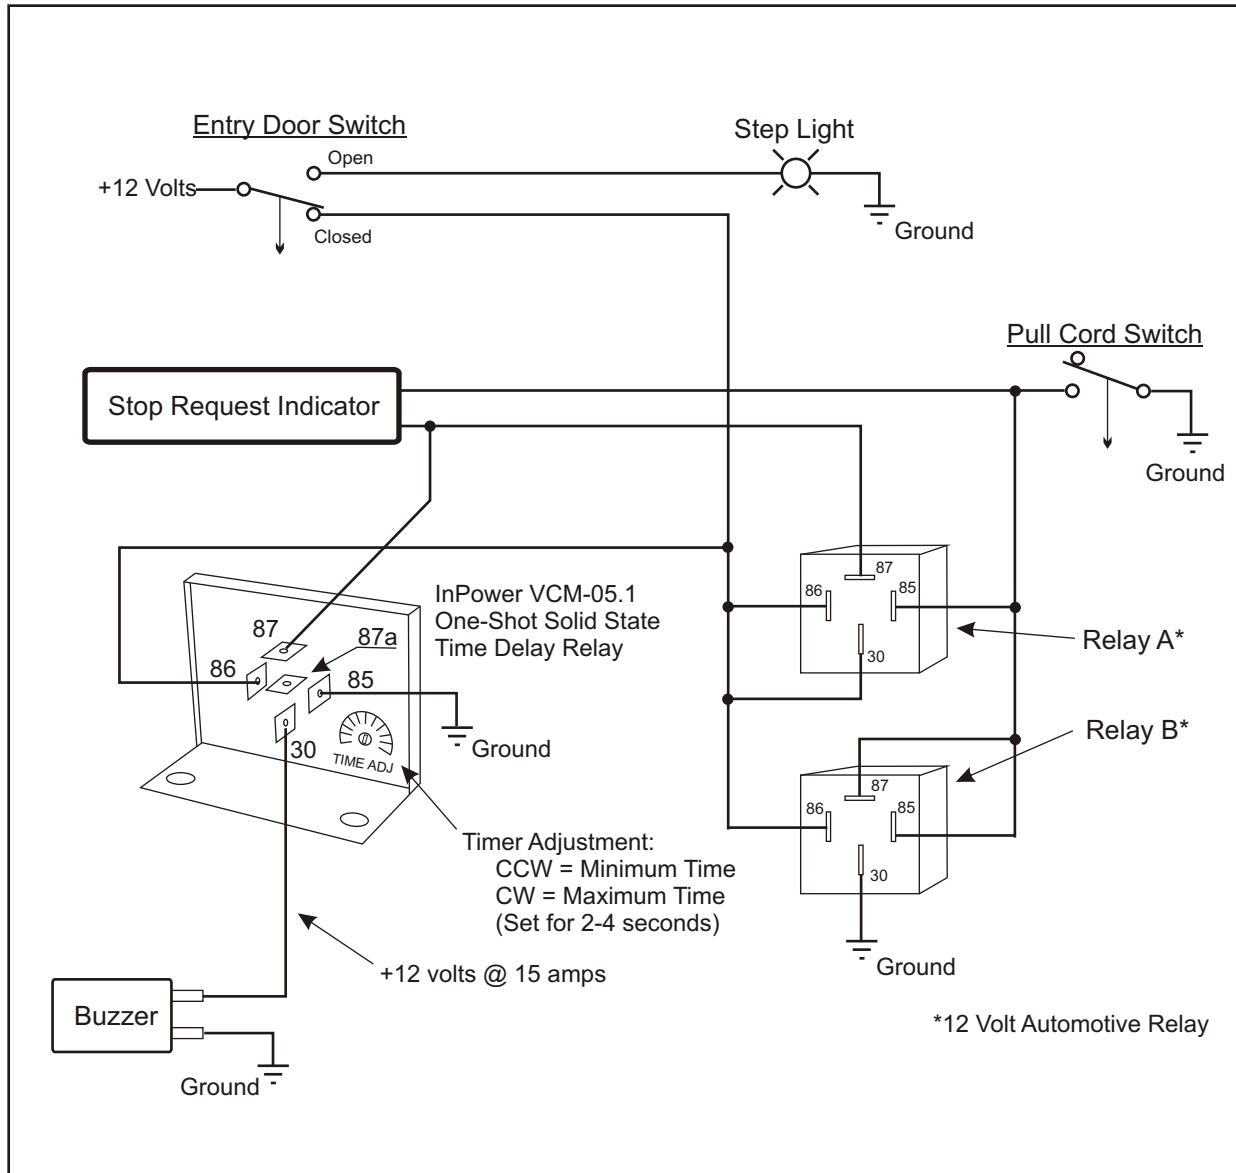 Entry Door Switch
Step Light
Open
+12 Volts
Closed
Ground
Pull Cord Switch
Stop Request Indicator
Ground
InPower VCM-05.1
One-Shot Solid State
Time Delay Relay
87
87a
86
85
30
TIME ADJ
Ground
87
86
85
30
Relay A*
Relay B*
87
86
85
30
Ground
Timer Adjustment:
CCW = Minimum Time
CW = Maximum Time
(Set for 2-4 seconds)
+12 volts @ 15 amps
Buzzer
Ground
*12 Volt Automotive Relay